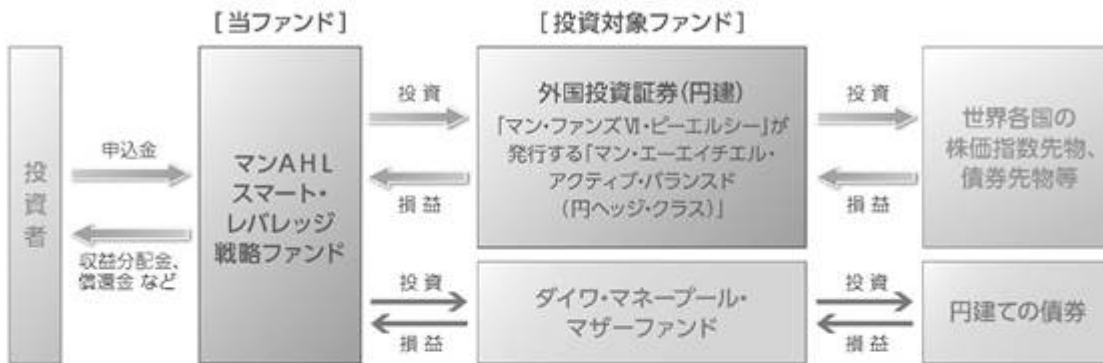 [当ファンド]
[投資対象ファンド]
投資者
申込金
収益分配金、
償還金 など
マンAHL
スマート・
レバレッジ
戦略ファンド
投資
損益
外国投資証券(円建)
「マン・ファンズⅥ・ピーエルシー」が
発行する「マン・エーエイチエル・
アクティブ・バランスド
(円ヘッジ・クラス)」
投資
損益
世界各国の
株価指数先物、
債券先物等
投資
損益
ダイワ・マネープール・
マザーファンド
投資
損益
円建ての債券